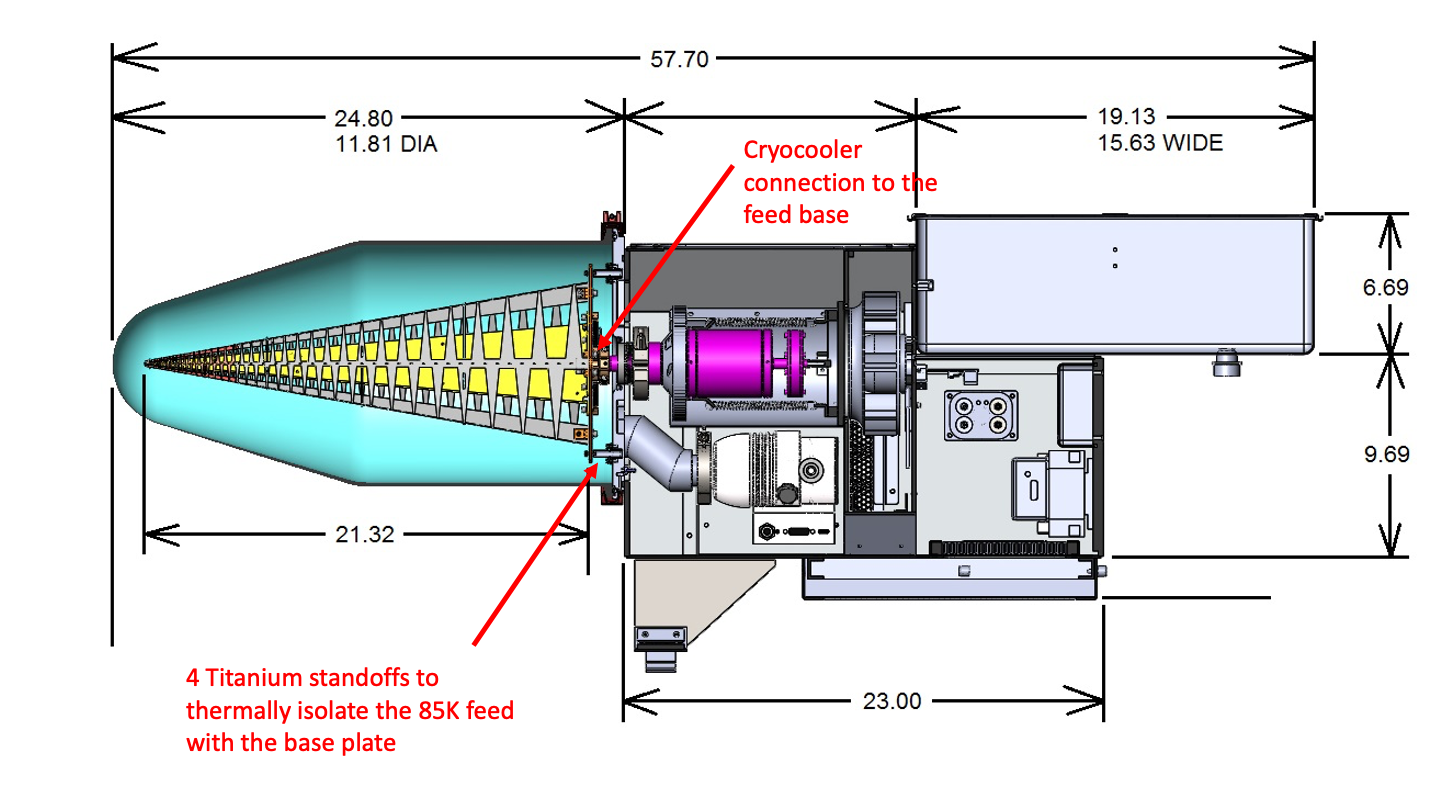 57.70
24.80
11.81 DIA
19.13
15.63 WIDE
Cryocooler
connection to the
feed base
6.69
9.69
21.32
4 Titanium standoffs to
thermally isolate the 85K feed
with the base plate
23.00